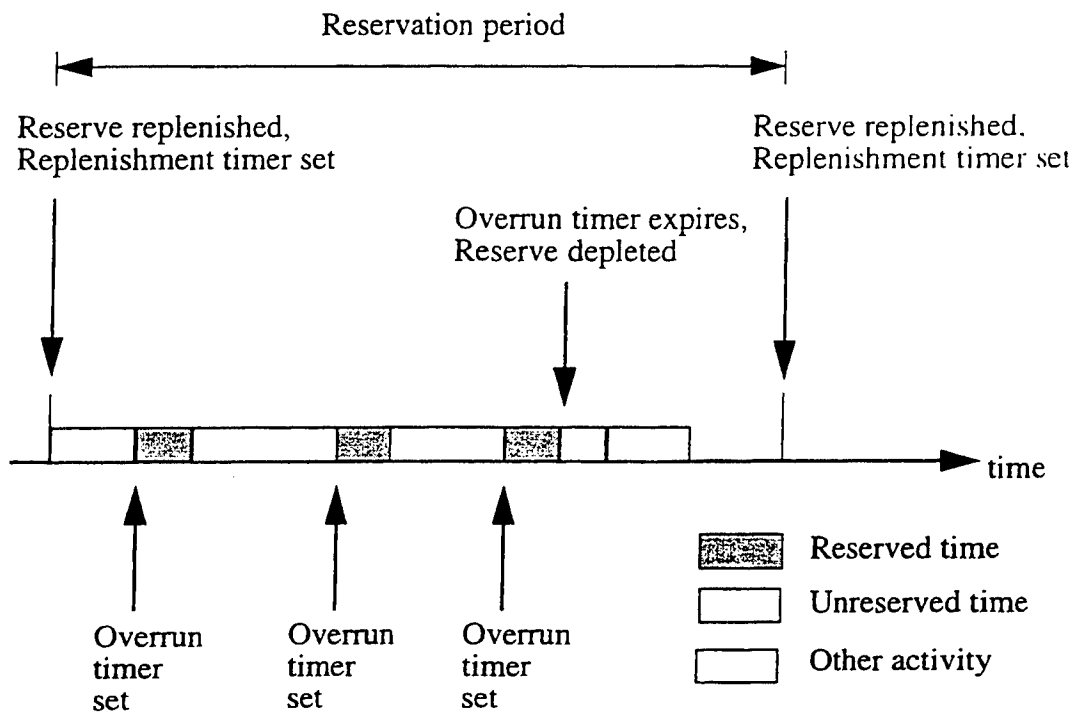 Reservation period
Reserve replenished,
Replenishment timer set
Reserve replenished.
Replenishment timer set
Overrun timer expires,
Reserve depleted
time
Overrun
timer
set
Overrun
timer
set
Overrun
timer
set
Reserved time
Unreserved time
Other activity